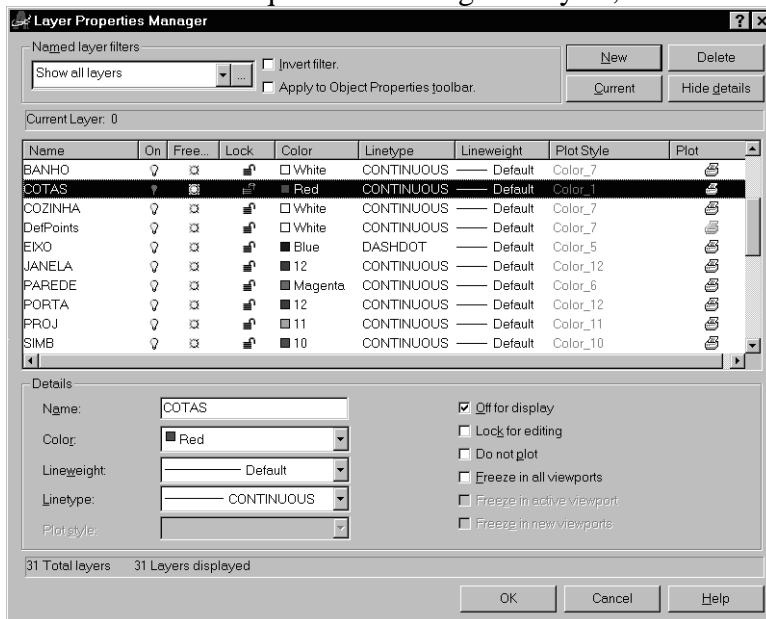 Layer Properties Manager
Named layer filters
Show all layers
...
Invert filter.
Apply to Object Properties toolbar.
New
Delete
Current
Hide details
Current Layer: 0
Name On Free... Lock Color Linetype Lineweight Plot Style Plot
BANHO White CONTINUOUS Default Color_7
COTAS Red CONTINUOUS Default Color_1
COZINHA White CONTINUOUS Default Color_7
DefPoints White CONTINUOUS Default Color_7
EIXO Blue DASHDOT Default Color_5
JANELA 12 CONTINUOUS Default Color_12
PAREDE Magenta CONTINUOUS Default Color_6
PORTA 12 CONTINUOUS Default Color_12
PROJ 11 CONTINUOUS Default Color_11
SIMB 10 CONTINUOUS Default Color_10
Details
Name: COTAS
Color: Red
Lineweight: Default
Linetype: CONTINUOUS
Plot style:
Off for display
Lock for editing
Do not plot
Freeze in all viewports
Freeze in active viewport
Freeze in new viewports
31 Total layers 31 Layers displayed
OK Cancel Help